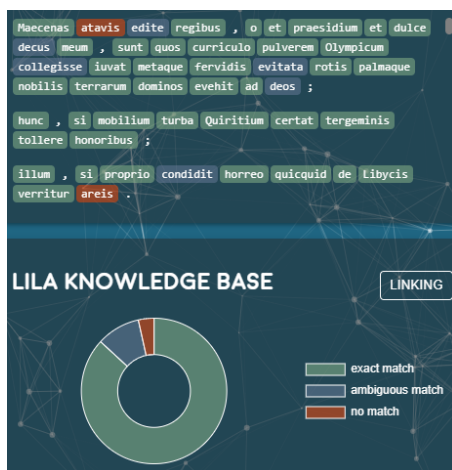 Maecenas atavis edite regibus , o et praesidium et dulce
decus meum , sunt quos curriculo pulverem Olympicum
collegisse iuvat metaque fervidis evitata rotis palmaque
nobilis terrarum dominos evehit ad deos ;
hunc , si mobilium turba Quiritium certat tergeminis
tollere honoribus ;
illum , si proprio condidit horreo quicquid de Libycis
verritur areis .
LILA KNOWLEDGE BASE
LINKING
exact match
ambiguous match
no match